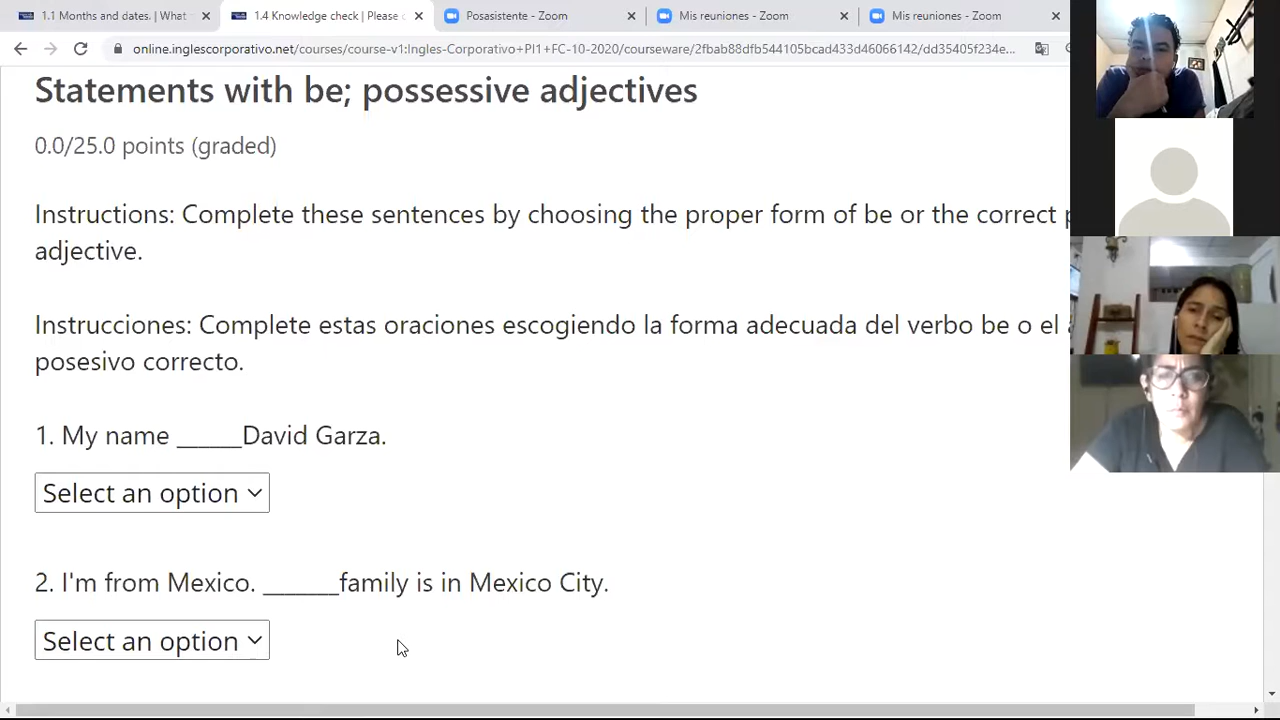 1.1 Months and dates. | What
1.4 Knowledge check | Please
Posasistente - Zoom
Mis reuniones - Zoom
Mis reuniones - Zoom
online.inglescorporativo.net/courses/course-v1:Ingles-Corporativo+PI1+FC-10-2020/courseware/2fbab88dfb544105bcad433d46066142/dd35405f234e...
Statements with be; possessive adjectives
0.0/25.0 points (graded)
Instructions: Complete these sentences by choosing the proper form of be or the correct
adjective.
Instrucciones: Complete estas oraciones escogiendo la forma adecuada del verbo be o el
posesivo correcto.
1. My name ______David Garza.
Select an option
2. I'm from Mexico. _______family is in Mexico City.
Select an option